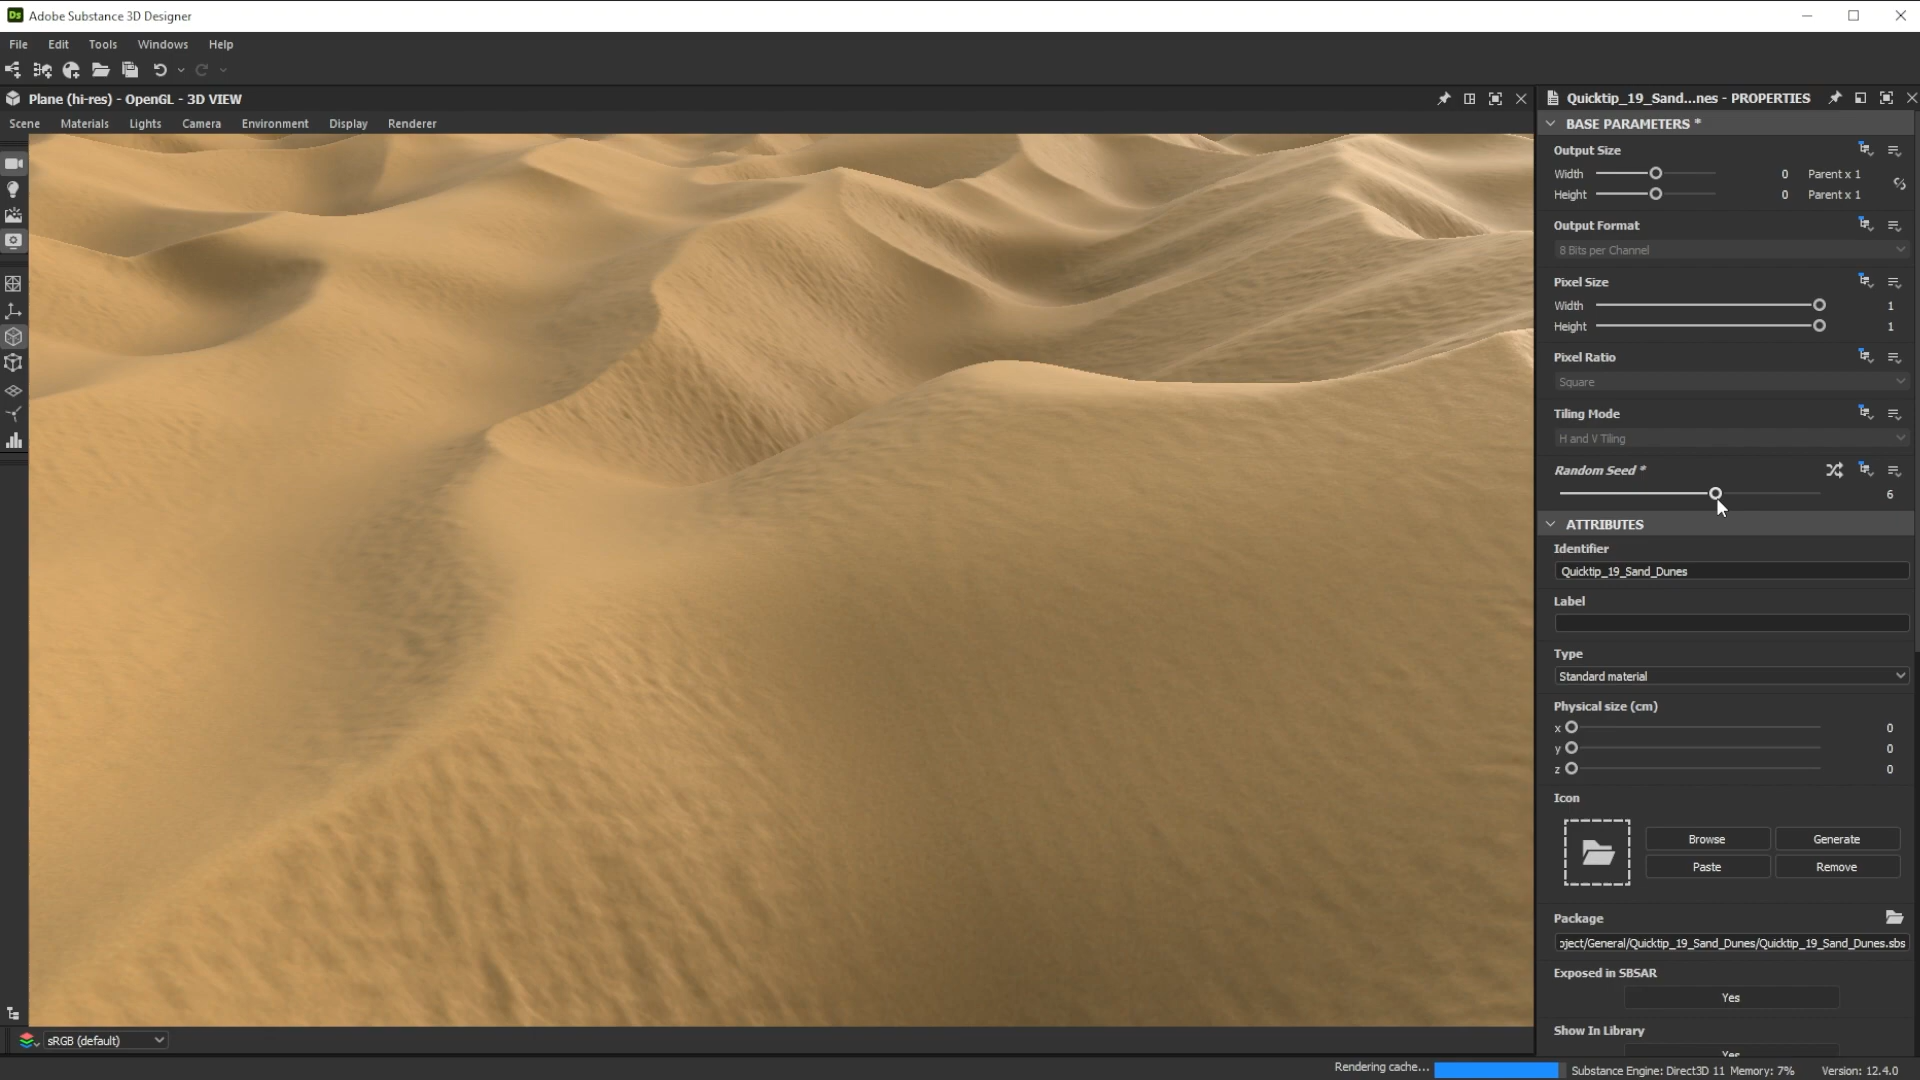 Ds Adobe Substance 3D Designer
File Edit Tools Windows Help
Plane (hi-res) - OpenGL - 3D VIEW
Scene Materials Lights Camera Environment Display Renderer
sRGB (default)
Quicktip_19_Sand...nes - PROPERTIES
BASE PARAMETERS *
Output Size
Width 0 Parent x 1
Height 0 Parent x 1
Output Format
8 Bits per Channel
Pixel Size
Width 1
Height 1
Pixel Ratio
Square
Tiling Mode
H and V Tiling
Random Seed *
6
ATTRIBUTES
Identifier
Quicktip_19_Sand_Dunes
Label
Type
Standard material
Physical size (cm)
x 0
y 0
z 0
Icon
Browse Generate
Paste Remove
Package
oject/General/Quicktip_19_Sand_Dunes/Quicktip_19_Sand_Dunes.sbs
Exposed in SBSAR
Yes
Show In Library
Yes
Rendering cache... Substance Engine: Direct3D 11 Memory: 7% Version: 12.4.0